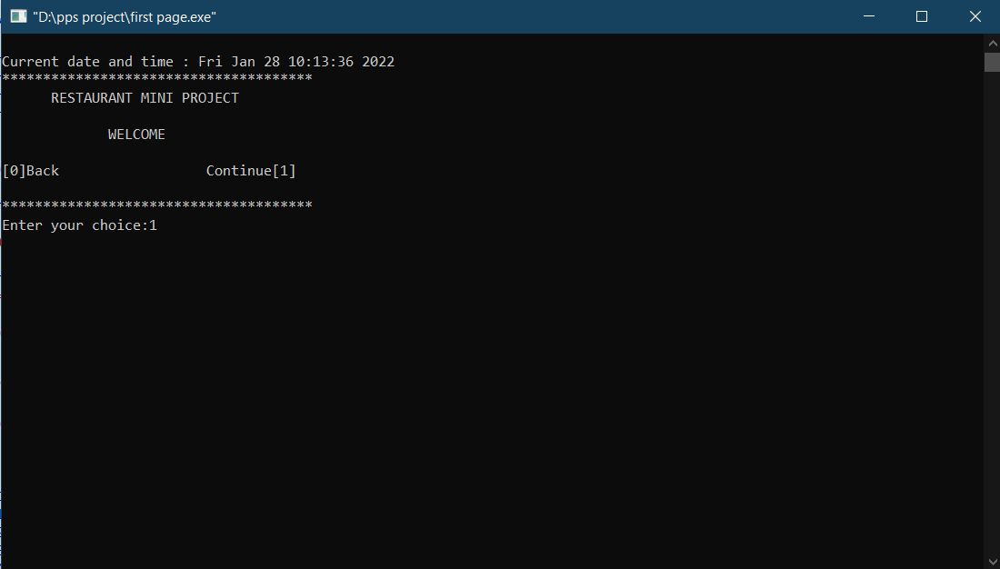 "D:\pps project\first page.exe"
Current date and time : Fri Jan 28 10:13:36 2022
**************************************
RESTAURANT MINI PROJECT
WELCOME
[0]Back Continue[1]
**************************************
Enter your choice:1